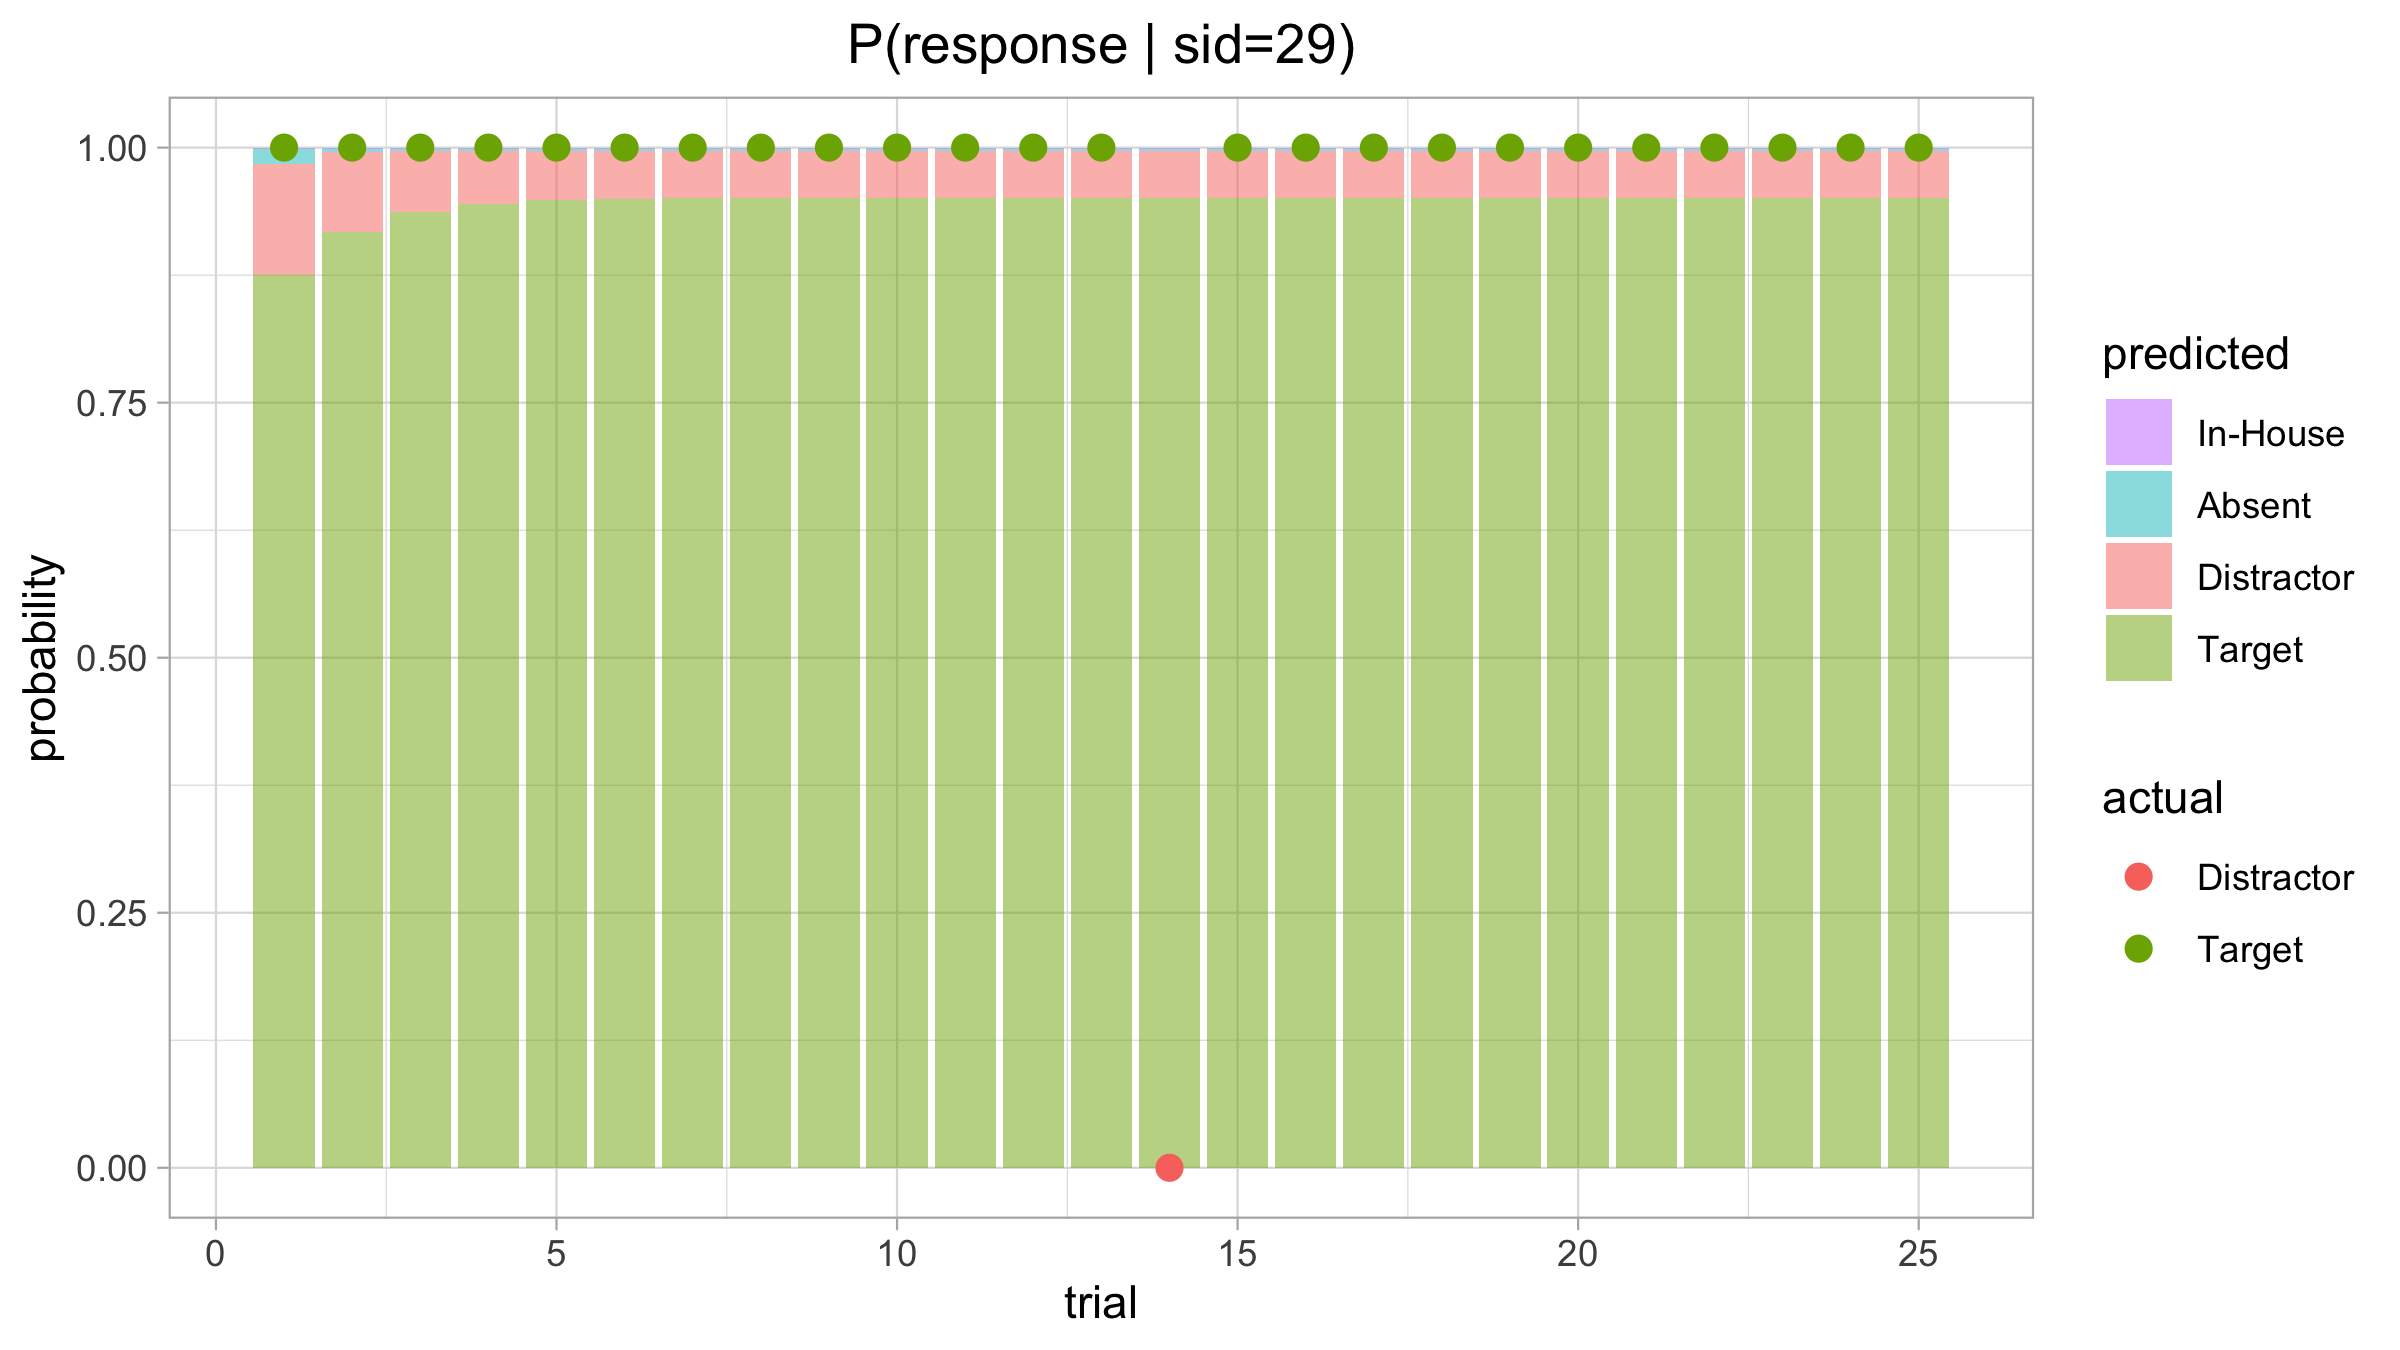 P(response | sid=29)
probability
1.00
0.75
0.50
0.25
0.00
0 5 10 15 20 25
trial
predicted
In-House
Absent
Distractor
Target
actual
Distractor
Target